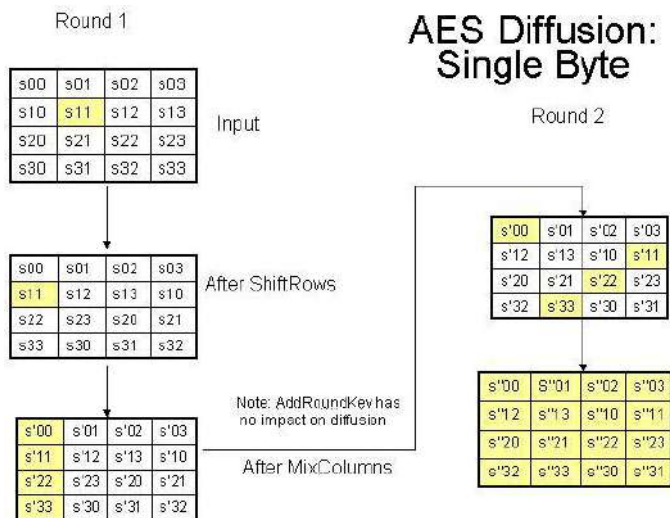 Round 1
AES Diffusion:
Single Byte
s00 s01 s02 s03
s10 s11 s12 s13
s20 s21 s22 s23
s30 s31 s32 s33
Input
Round 2
s00 s01 s02 s03
s11 s12 s13 s10
s22 s23 s20 s21
s33 s30 s31 s32
After ShiftRows
s'00 s'01 s'02 s'03
s'12 s'13 s'10 s'11
s'20 s'21 s'22 s'23
s'32 s'33 s'30 s'31
Note: AddRoundKey has
no impact on diffusion
After MixColumns
s'00 s'01 s'02 s'03
s'11 s'12 s'13 s'10
s'22 s'23 s'20 s'21
s'33 s'30 s'31 s'32
s"00 S"01 s"02 s"03
s"12 s"13 s"10 s"11
s"20 s"21 s"22 s"23
s"32 s"33 s"30 s"31